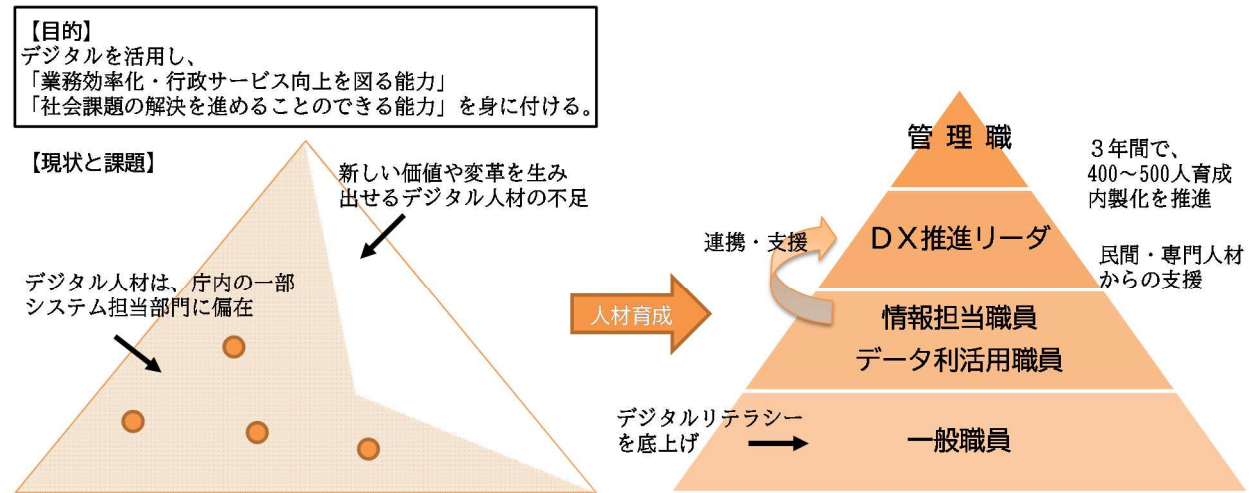 【目的】
デジタルを活用し、
「業務効率化・行政サービス向上を図る能力」
「社会課題の解決を進めることのできる能力」を身に付ける。
【現状と課題】
新しい価値や変革を生み
出せるデジタル人材の不足
デジタル人材は、庁内の一部
システム担当部門に偏在
人材育成
管理職
３年間で、
400～500人育成
内製化を推進
連携・支援
ＤＸ推進リーダ
民間・専門人材
からの支援
情報担当職員
データ利活用職員
デジタルリテラシー
を底上げ
一般職員